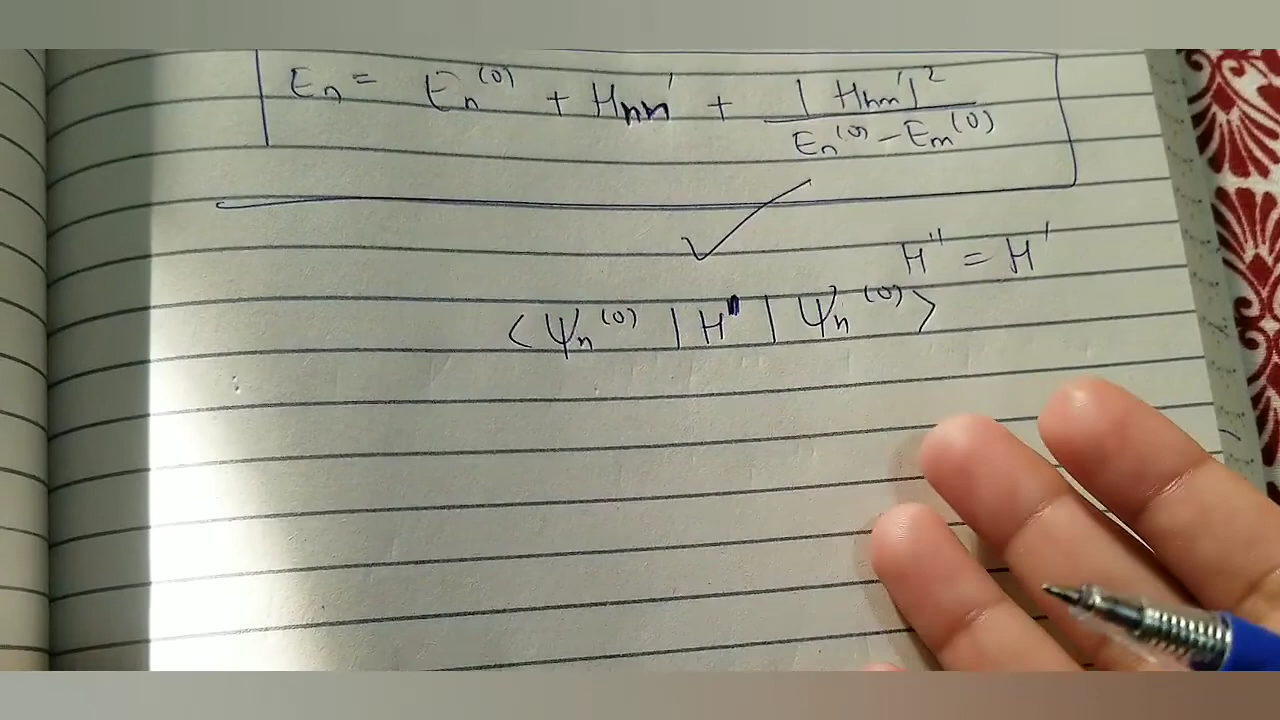 En = En^(0) + Hnn' + |Hnm'|^2 / En^(0) - Em^(0)
H" = H'
<ψn^(0) | H" | ψn^(0)>